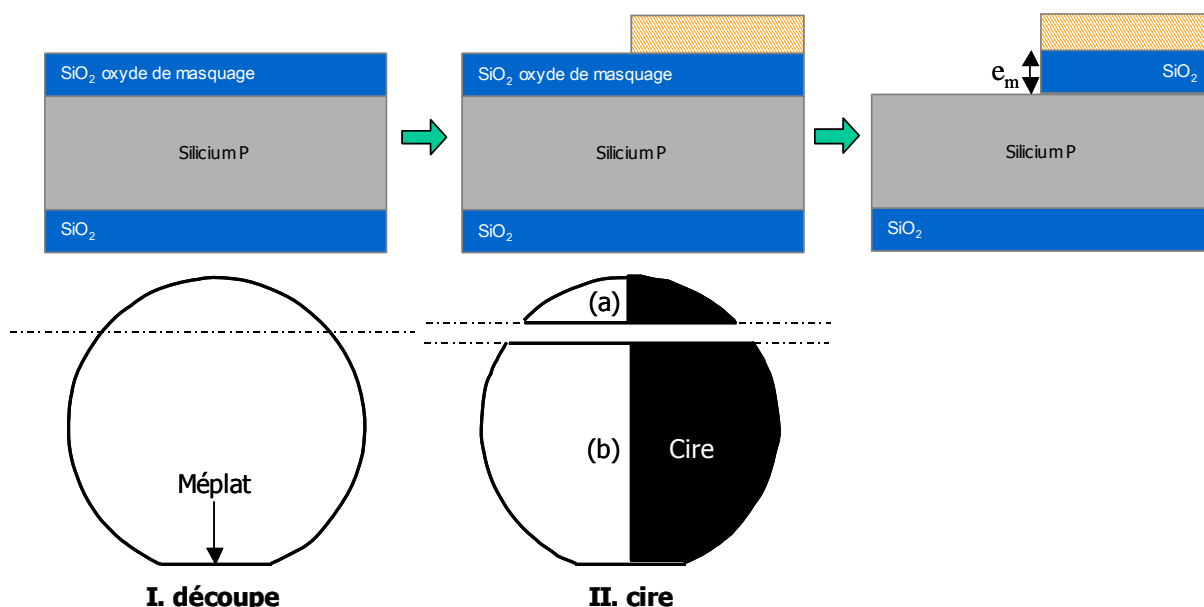 SiO₂ oxyde de masquage
Silicium P
SiO₂
SiO₂ oxyde de masquage
Silicium P
SiO₂
eₘ
SiO₂
Silicium P
SiO₂
Méplat
I. découpe
(a)
(b)
Cire
II. cire